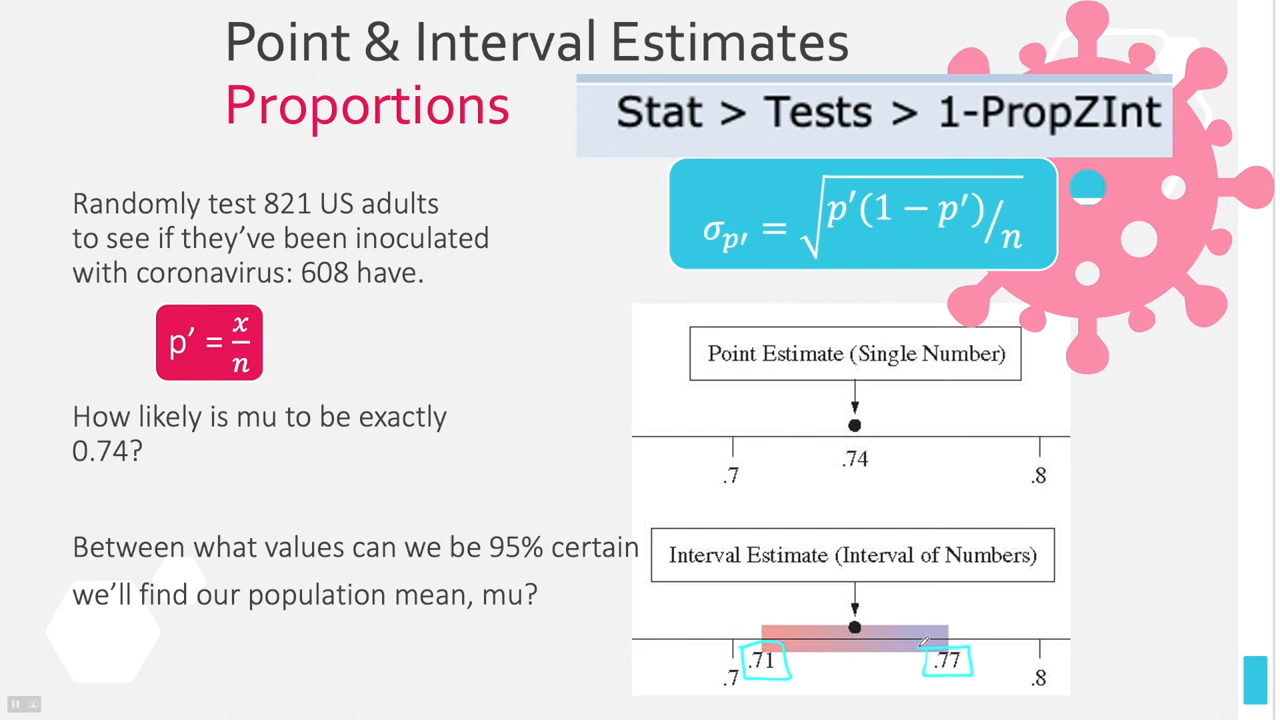 Point & Interval Estimates
Proportions
Stat > Tests > 1-PropZInt
Randomly test 821 US adults
to see if they’ve been inoculated
with coronavirus: 608 have.
σp′ = √p′(1 − p′)/n
p′ = x/n
How likely is mu to be exactly
0.74?
Between what values can we be 95% certain
we’ll find our population mean, mu?
Point Estimate (Single Number)
.7 .74 .8
Interval Estimate (Interval of Numbers)
.7 .71 .77 .8